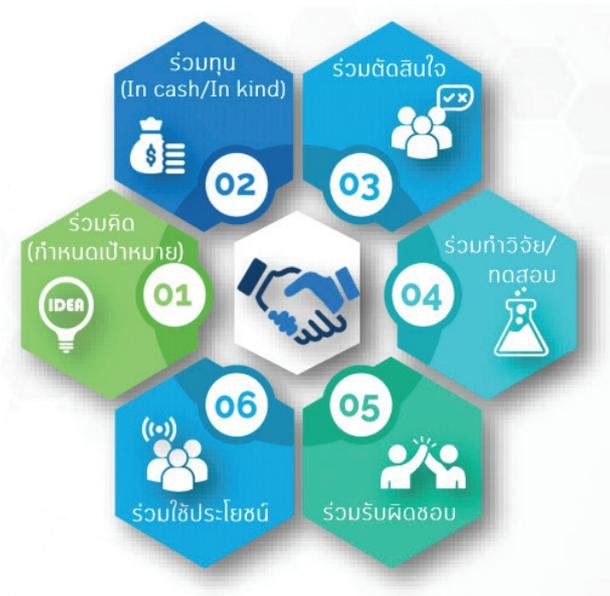 ร่วมคิด
(กำหนดเป้าหมาย)
IDEA
01
ร่วมทุน
(In cash/In kind)
$
02
ร่วมตัดสินใจ
03
ร่วมทำวิจัย/
ทดสอบ
04
05
ร่วมรับผิดชอบ
06
ร่วมใช้ประโยชน์